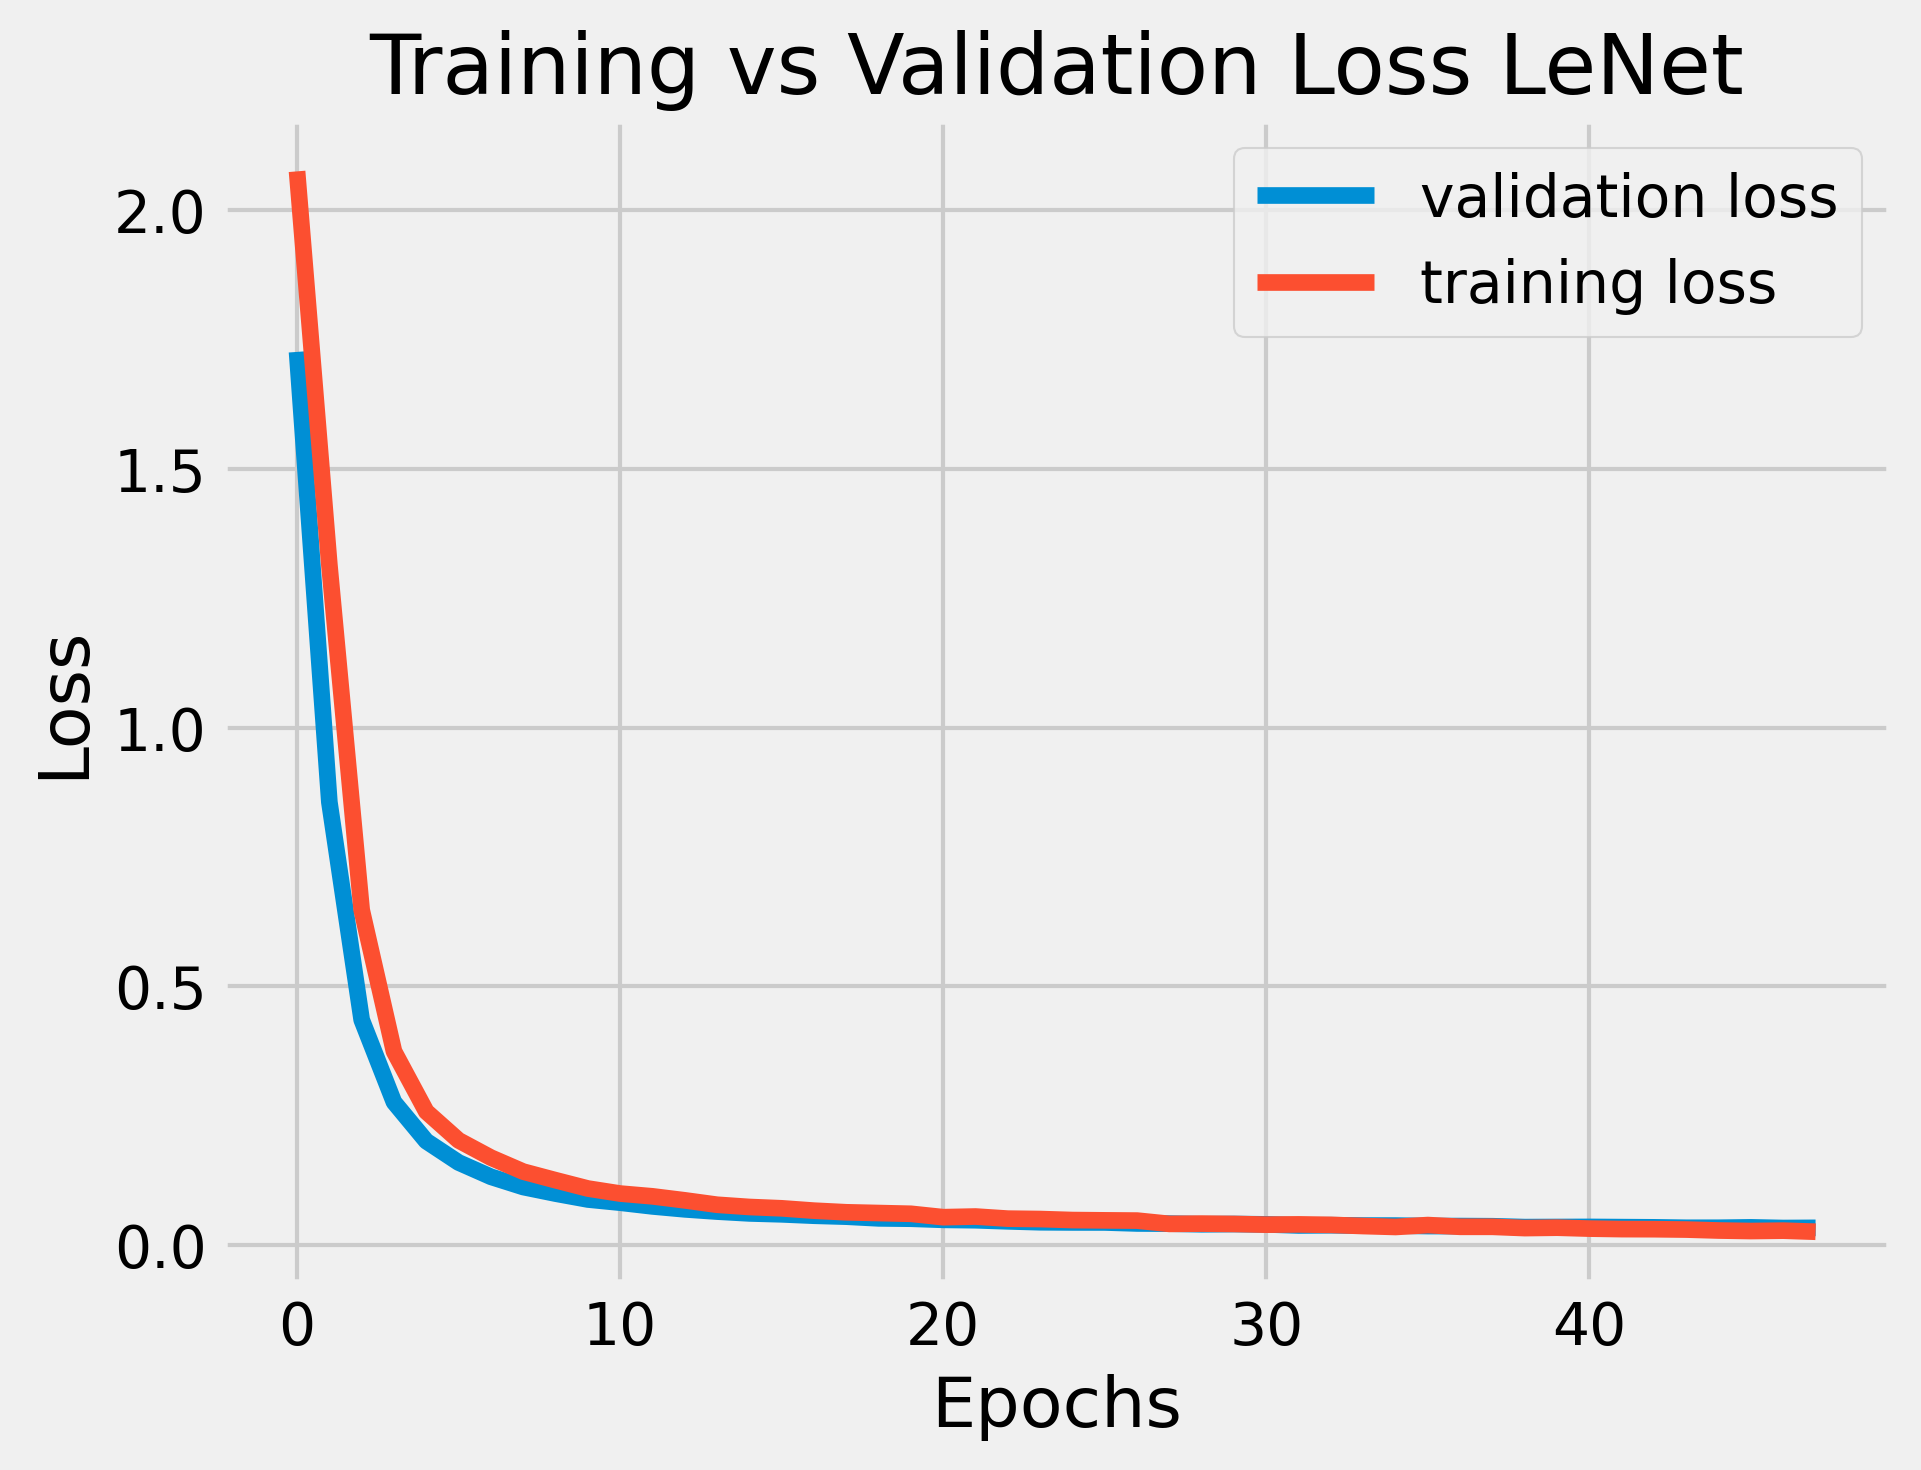 Training vs Validation Loss LeNet
validation loss
training loss
2.0
1.5
1.0
0.5
0.0
Loss
0 10 20 30 40
Epochs